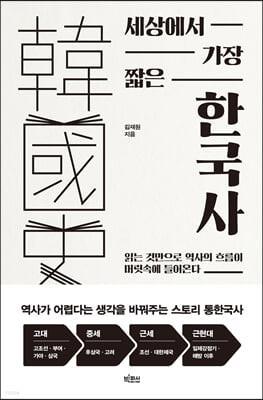 韓國史
세상에서
가장
짧은
한국사
김재원
지음
읽는 것만으로 역사의 흐름이
머릿속에 들어온다
역사가 어렵다는 생각을 바꿔주는 스토리 통한국사
고대
고조선·부여·
가야·삼국
중세
후삼국·고려
근세
조선·대한제국
근현대
일제강점기·
해방 이후
빅피시